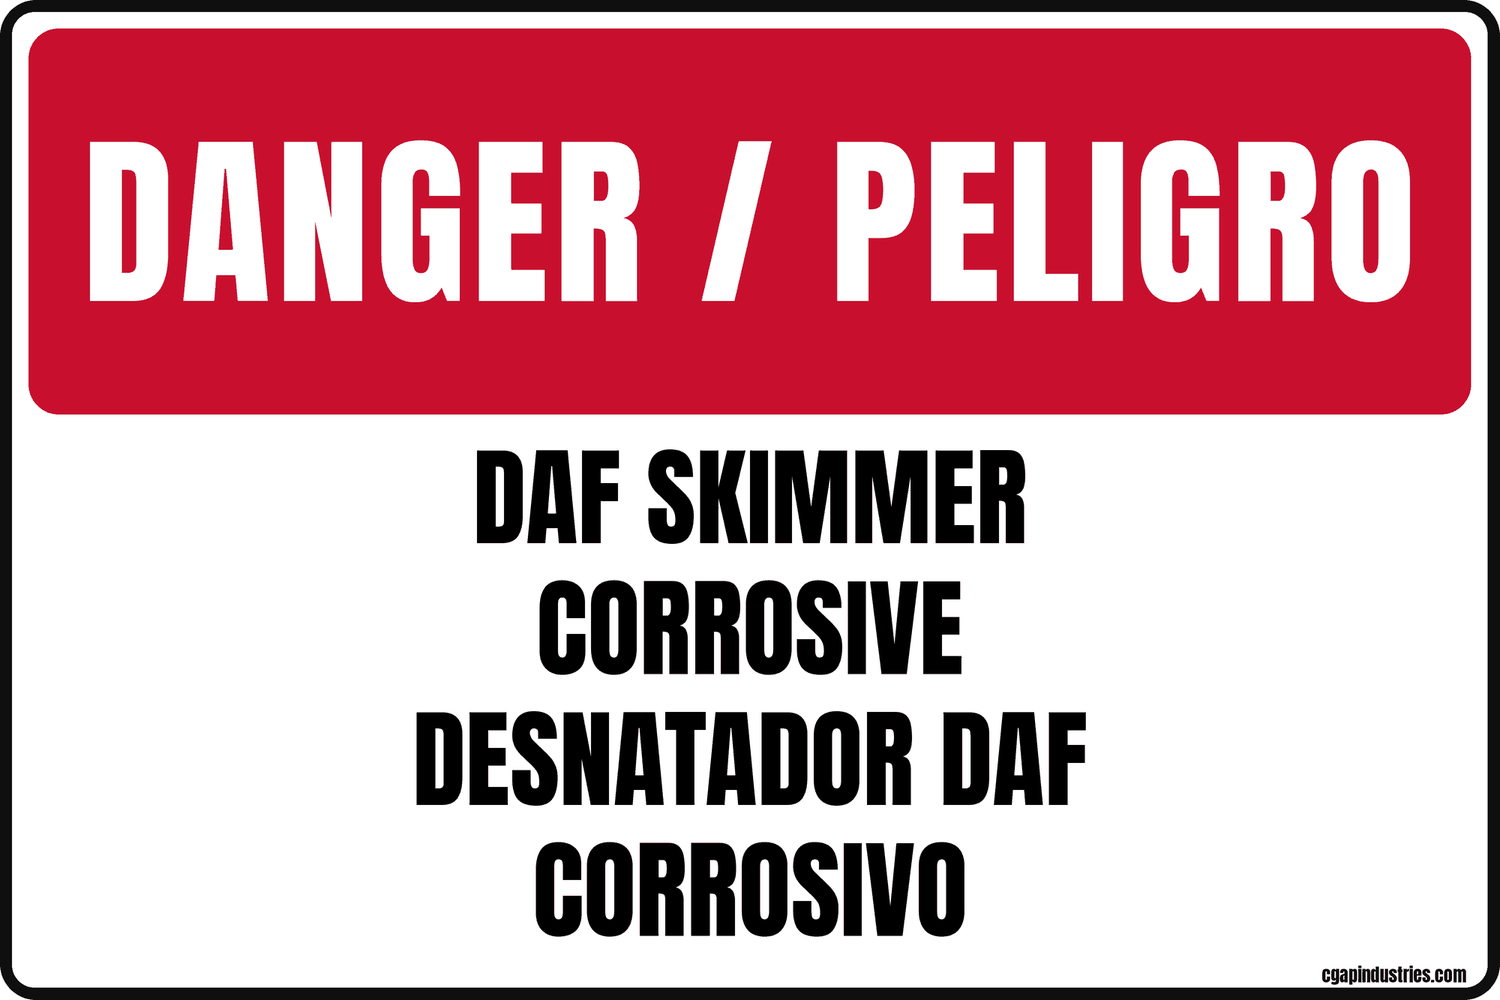 DANGER / PELIGRO
DAF SKIMMER
CORROSIVE
DESNATADOR DAF
CORROSIVO
cgapindustries.com